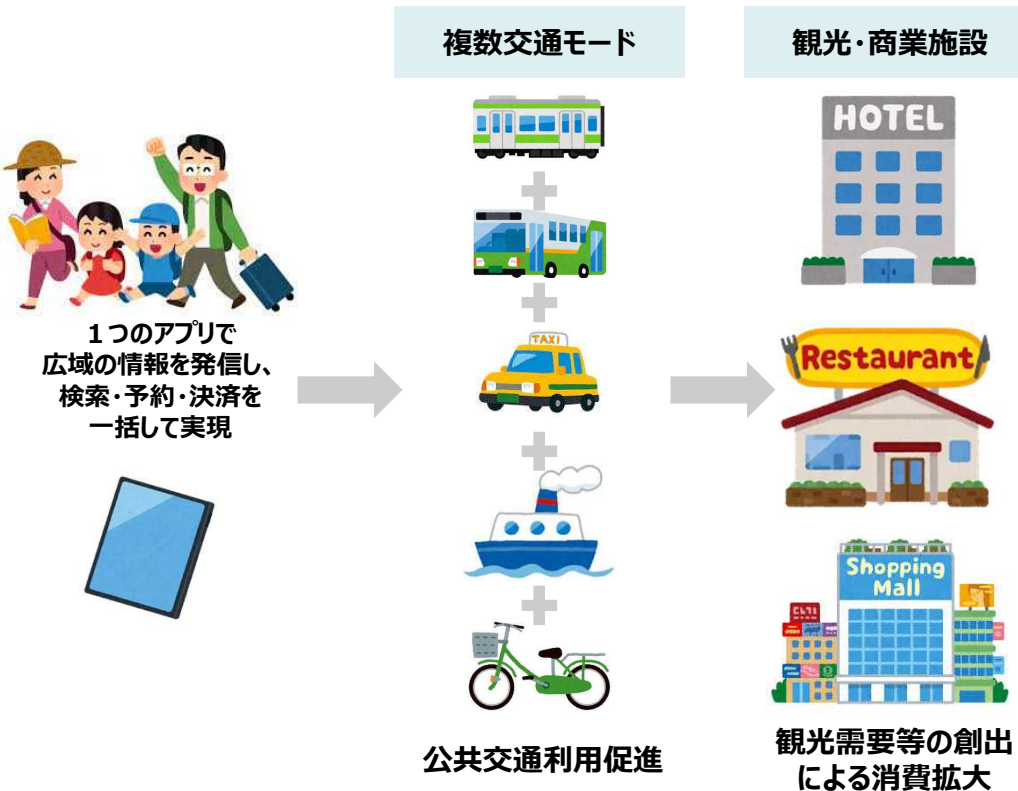 複数交通モード
観光・商業施設
１つのアプリで
広域の情報を発信し、
検索・予約・決済を
一括して実現
TAXI
公共交通利用促進
HOTEL
Restaurant
Shopping
Mall
観光需要等の創出
による消費拡大